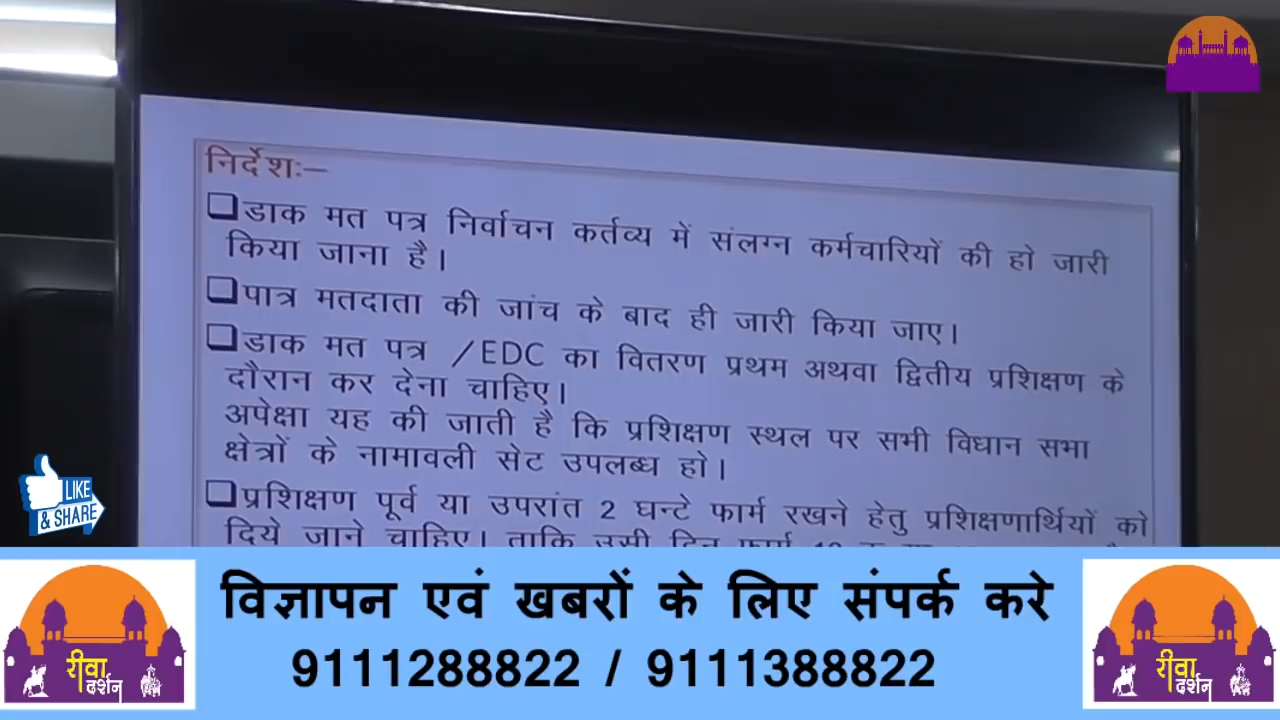 निर्देशः–
❑डाक मत पत्र निर्वाचन कर्तव्य में संलग्न कर्मचारियों की हो जारी
किया जाना है।
❑पात्र मतदाता की जांच के बाद ही जारी किया जाए।
❑डाक मत पत्र /EDC का वितरण प्रथम अथवा द्वितीय प्रशिक्षण के
दौरान कर देना चाहिए।
अपेक्षा यह की जाती है कि प्रशिक्षण स्थल पर सभी विधान सभा
क्षेत्रों के नामावली सेट उपलब्ध हो।
❑प्रशिक्षण पूर्व या उपरांत 2 घन्टे फार्म रखने हेतु प्रशिक्षणार्थियों को
दिये जाने चाहिए। ताकि उसी दिन फार्म
LIKE
& SHARE
विज्ञापन एवं खबरों के लिए संपर्क करे
9111288822 / 9111388822
रीवा
दर्शन
रीवा
दर्शन